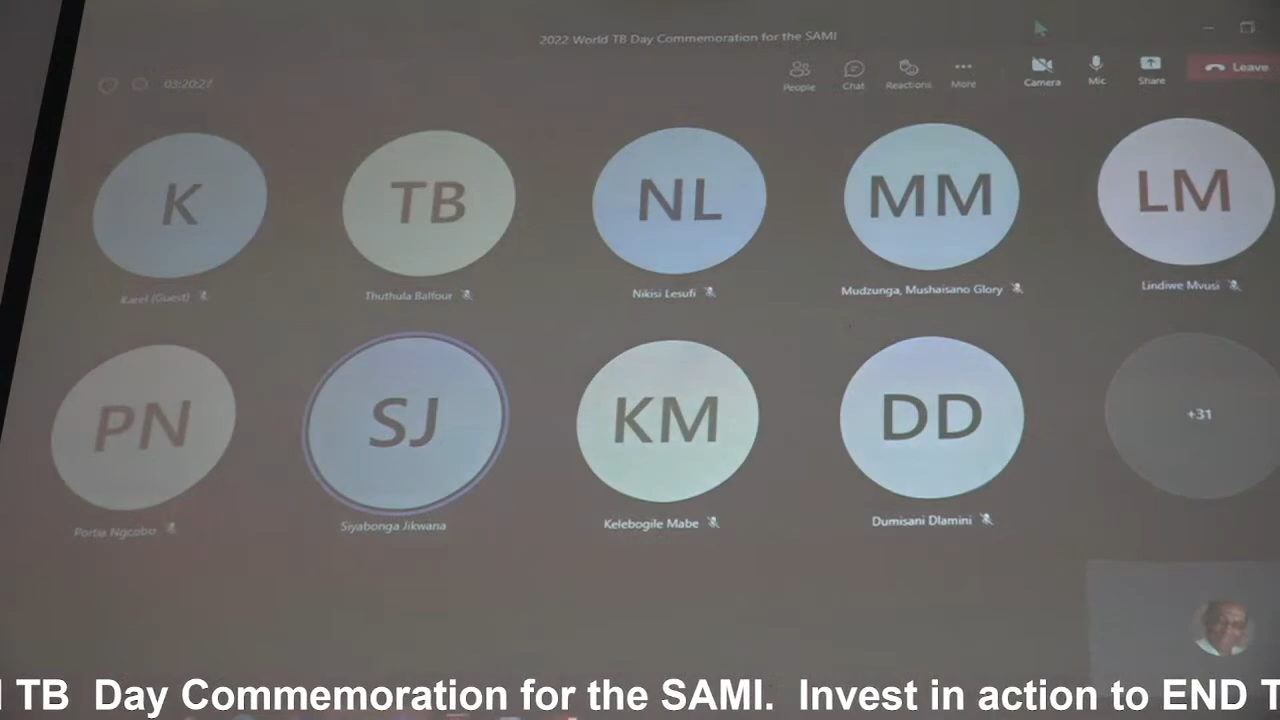 2022 World TB Day Commemoration for the SAMI
03:20:27
People
Chat
Reactions
More
Camera
Mic
Share
Leave
K
TB
NL
MM
LM
Karel (Guest)
Thuthula Balfour
Nikisi Lesufi
Mudzunga, Mushaisano Glory
Lindiwe Mvusi
PN
SJ
KM
DD
+31
Portia Ngcobo
Siyabonga Jikwana
Kelebogile Mabe
Dumisani Dlamini
TB Day Commemoration for the SAMI. Invest in action to END T